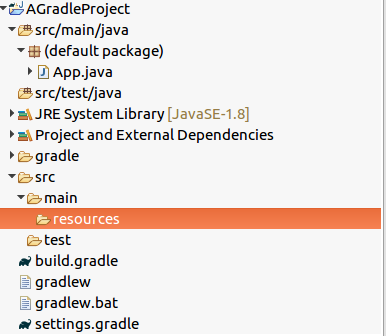 AGradleProject
src/main/java
(default package)
App.java
src/test/java
JRE System Library [JavaSE-1.8]
Project and External Dependencies
gradle
src
main
resources
test
build.gradle
gradlew
gradlew.bat
settings.gradle